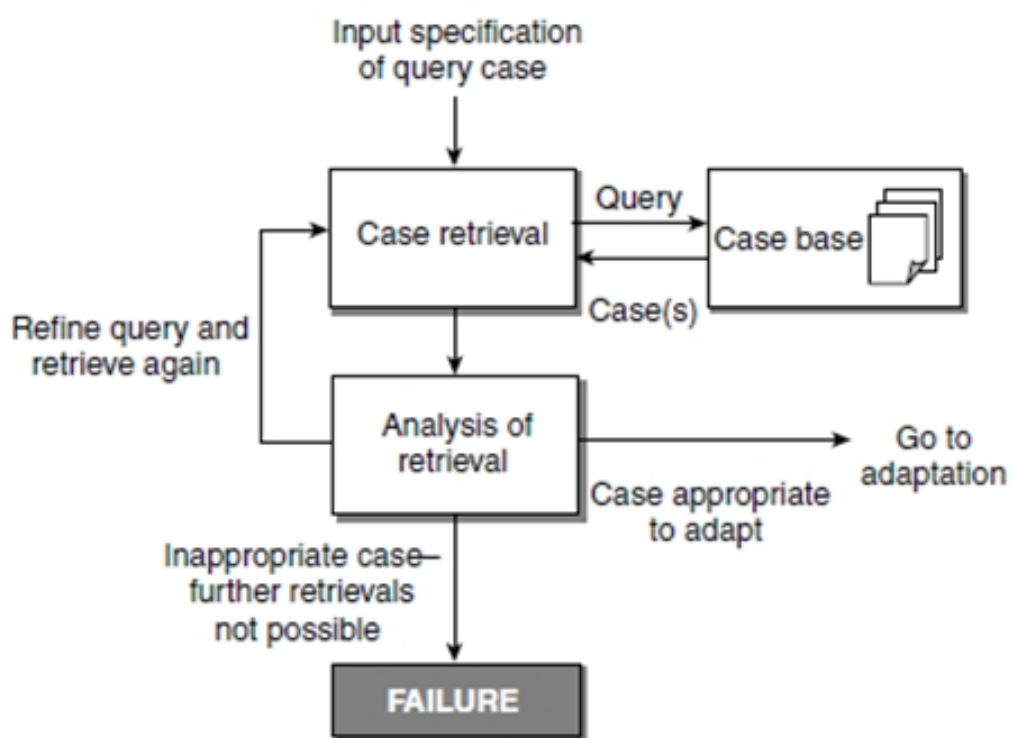 Input specification
of query case
Case retrieval
Query
Case base
Case(s)
Refine query and
retrieve again
Analysis of
retrieval
Go to
adaptation
Case appropriate
to adapt
Inappropriate case–
further retrievals
not possible
FAILURE